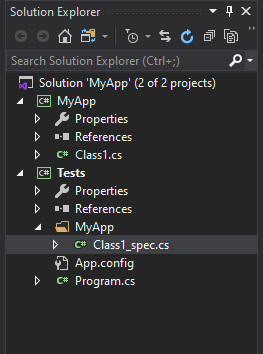 Solution Explorer
Search Solution Explorer (Ctrl+;)
Solution 'MyApp' (2 of 2 projects)
C# MyApp
Properties
References
C# Class1.cs
C# Tests
Properties
References
MyApp
C# Class1_spec.cs
App.config
C# Program.cs